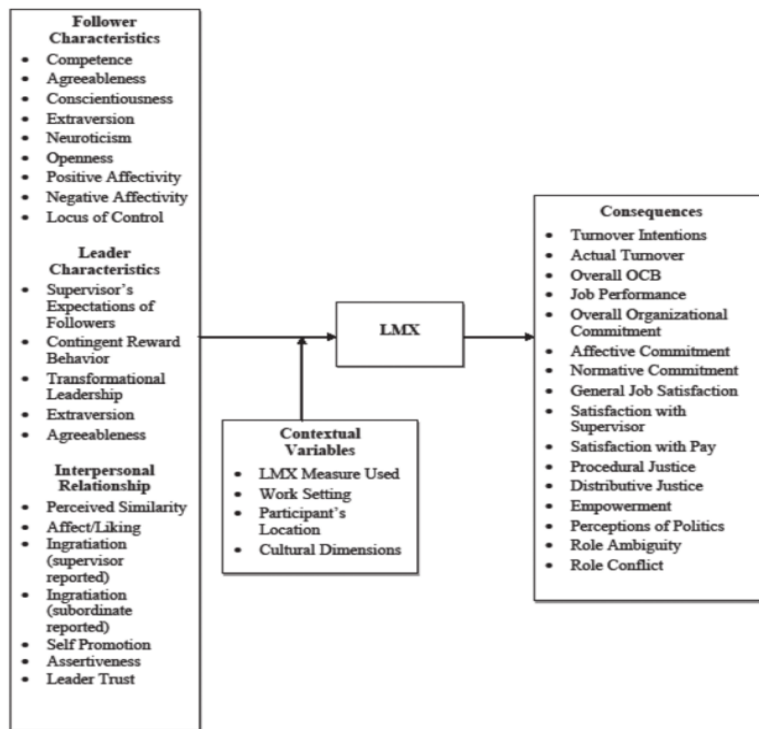 Follower
Characteristics
• Competence
• Agreeableness
• Conscientiousness
• Extraversion
• Neuroticism
• Openness
• Positive Affectivity
• Negative Affectivity
• Locus of Control
Leader
Characteristics
• Supervisor's
Expectations of
Followers
• Contingent Reward
Behavior
• Transformational
Leadership
• Extraversion
• Agreeableness
Interpersonal
Relationship
• Perceived Similarity
• Affect/Liking
• Ingratiation
(supervisor
reported)
• Ingratiation
(subordinate
reported)
• Self Promotion
• Assertiveness
• Leader Trust
Contextual
Variables
• LMX Measure Used
• Work Setting
• Participant's
Location
• Cultural Dimensions
LMX
Consequences
• Turnover Intentions
• Actual Turnover
• Overall OCB
• Job Performance
• Overall Organizational
Commitment
• Affective Commitment
• Normative Commitment
• General Job Satisfaction
• Satisfaction with
Supervisor
• Satisfaction with Pay
• Procedural Justice
• Distributive Justice
• Empowerment
• Perceptions of Politics
• Role Ambiguity
• Role Conflict